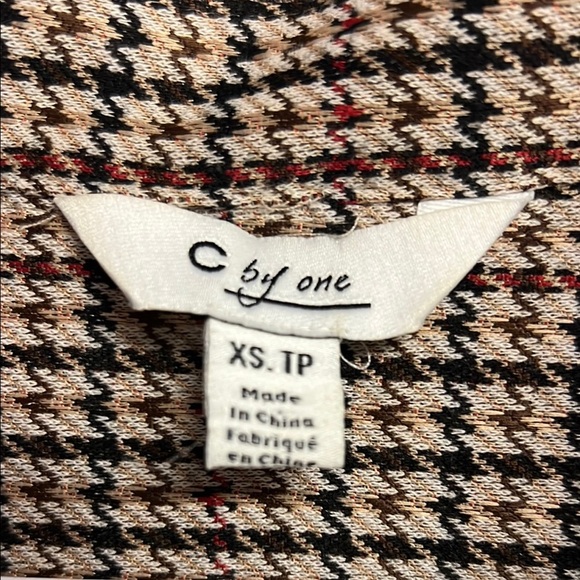 C by one
XS. TP
Made
In China
Fabriqué
en Chine